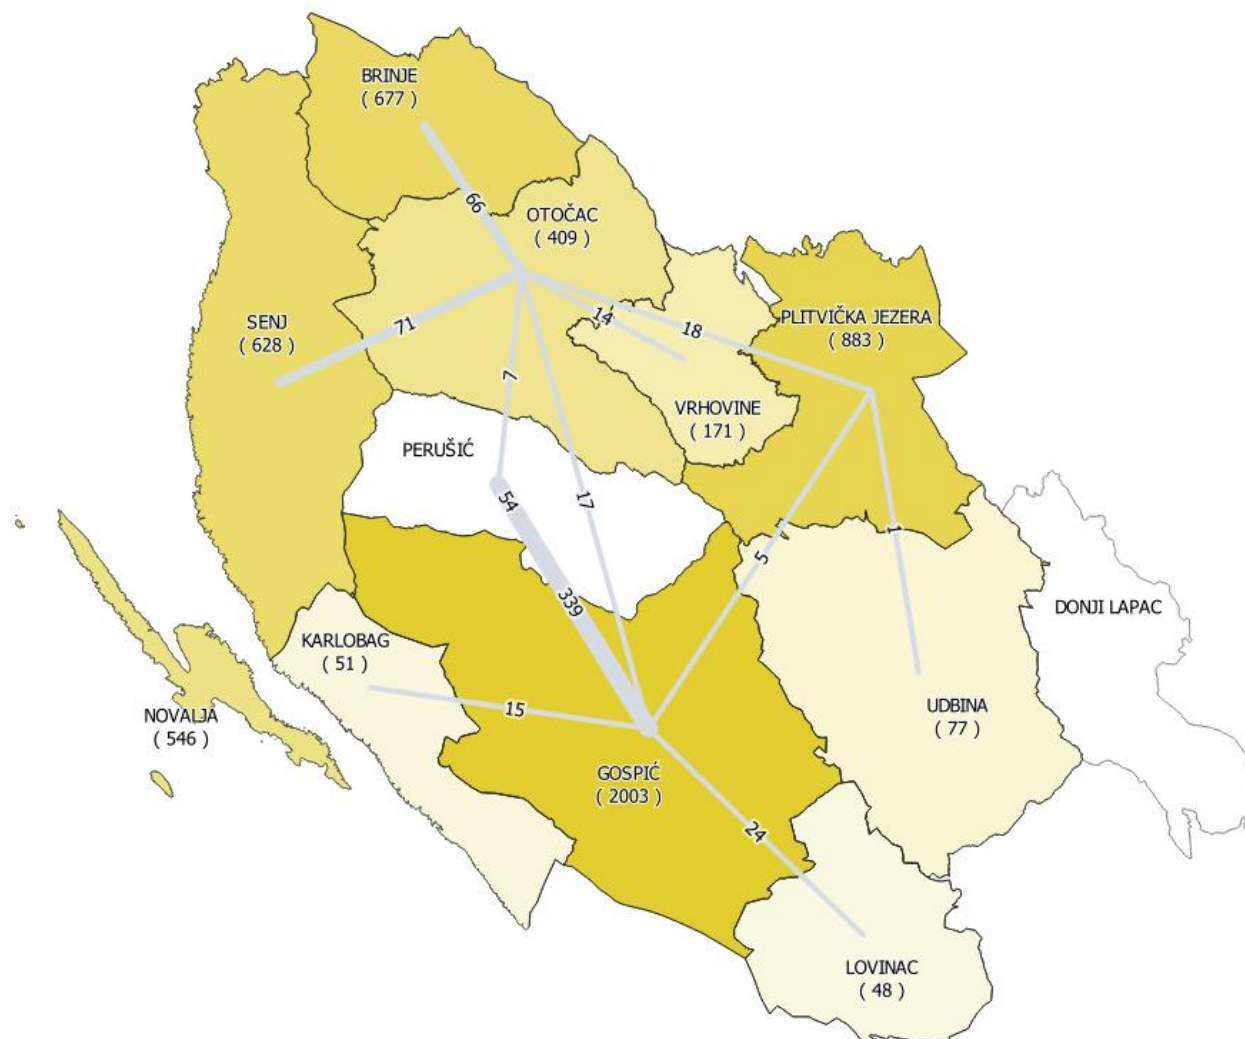 BRINJE
( 677 )
66
OTOČAC
( 409 )
SENJ
( 628 )
71
14
18
PLITVIČKA JEZERA
( 883 )
7
VRHOVINE
( 171 )
PERUŠIĆ
54
17
1
5
339
DONJI LAPAC
KARLOBAG
( 51 )
15
NOVALJA
( 546 )
UDBINA
( 77 )
GOSPIĆ
( 2003 )
24
LOVINAC
( 48 )